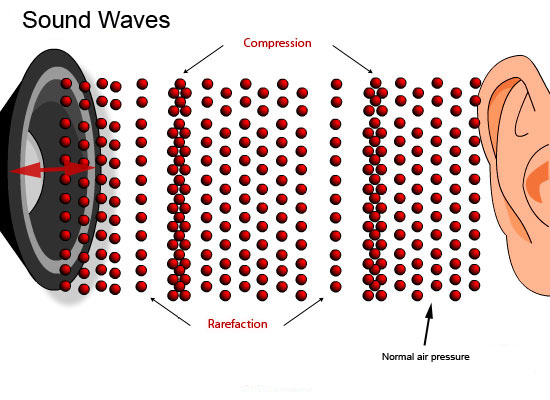 Sound Waves
Compression
Rarefaction
Normal air pressure